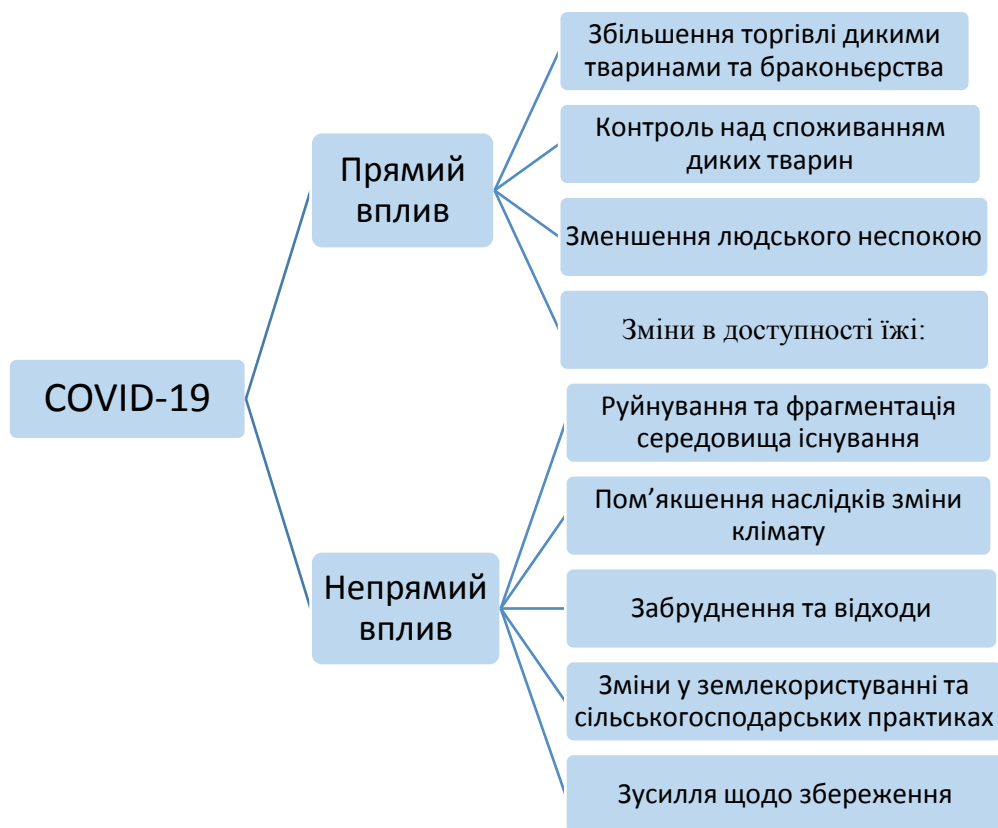 COVID-19
Прямий
вплив
Збільшення торгівлі дикими
тваринами та браконьєрства
Контроль над споживанням
диких тварин
Зменшення людського неспокою
Зміни в доступності їжі:
Непрямий
вплив
Руйнування та фрагментація
середовища існування
Пом’якшення наслідків зміни
клімату
Забруднення та відходи
Зміни у землекористуванні та
сільськогосподарських практиках
Зусилля щодо збереження